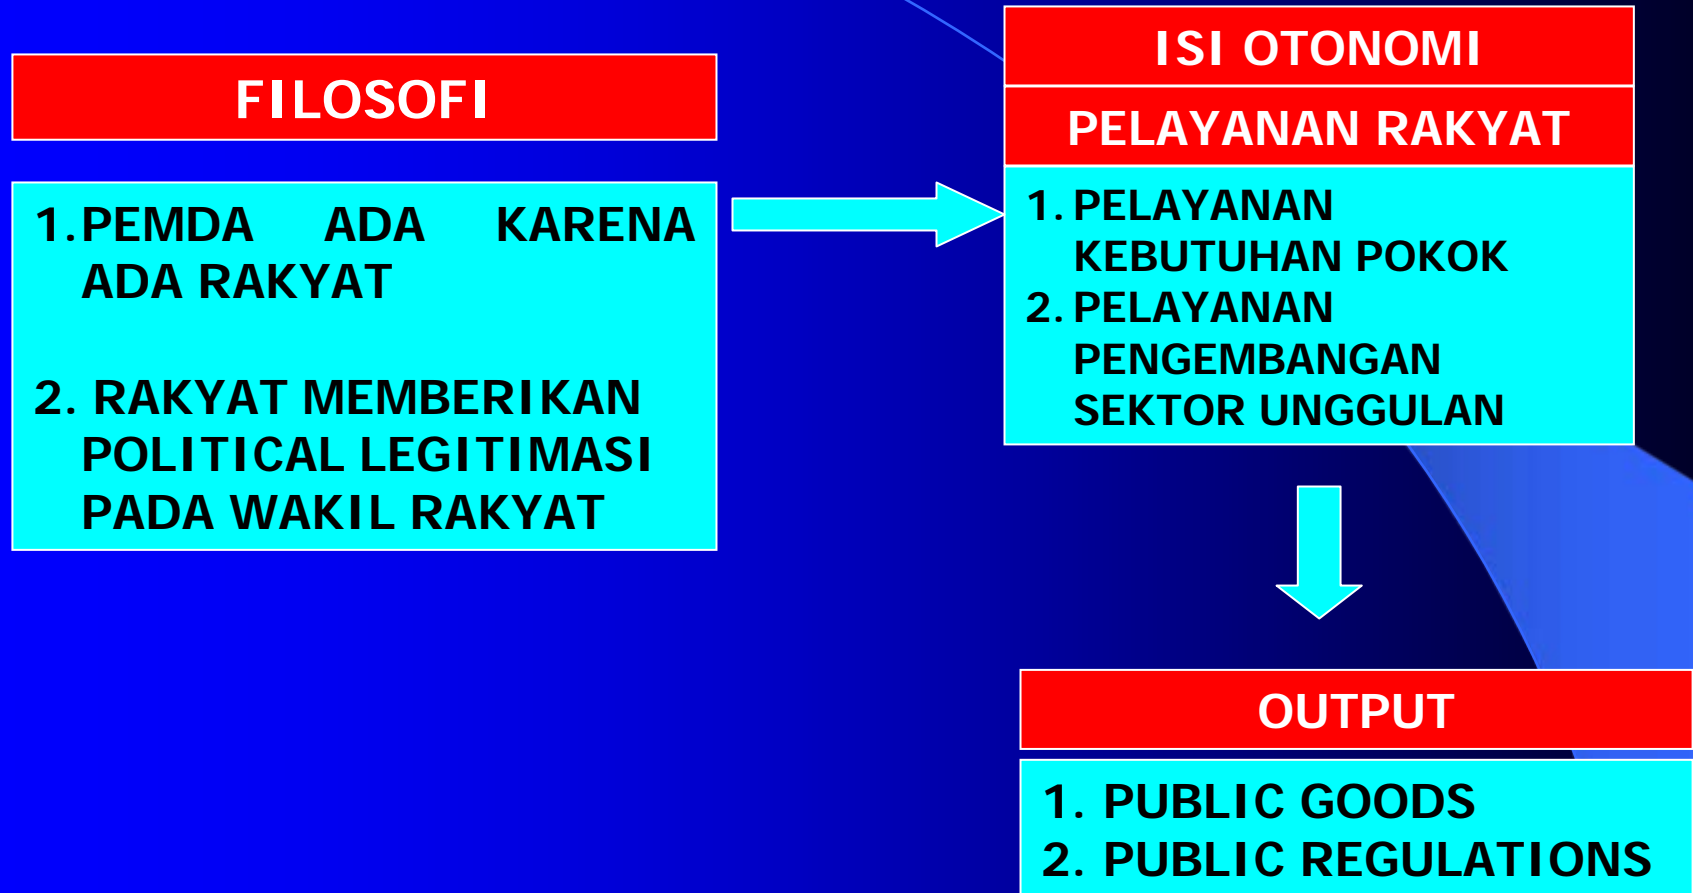 FILOSOFI
1.PEMDA ADA KARENA
ADA RAKYAT
2. RAKYAT MEMBERIKAN
POLITICAL LEGITIMASI
PADA WAKIL RAKYAT
ISI OTONOMI
PELAYANAN RAKYAT
1. PELAYANAN
KEBUTUHAN POKOK
2. PELAYANAN
PENGEMBANGAN
SEKTOR UNGGULAN
OUTPUT
1. PUBLIC GOODS
2. PUBLIC REGULATIONS